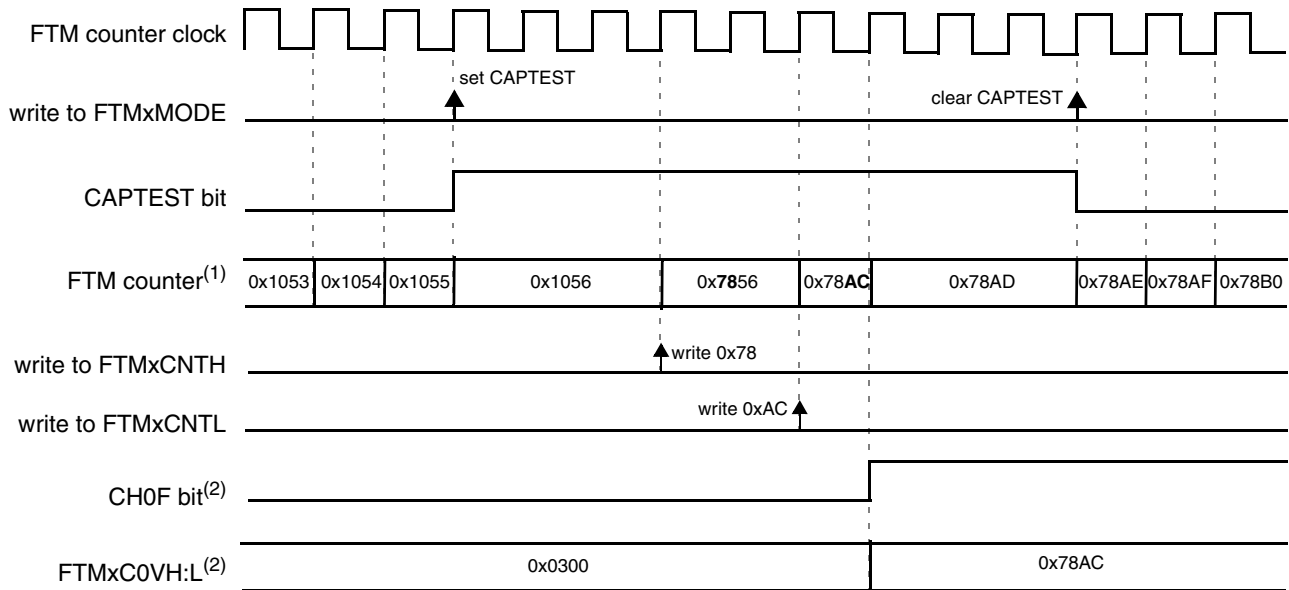 FTM counter clock
set CAPTEST
clear CAPTEST
write to FTMxMODE
CAPTEST bit
FTM counter(1) 0x1053 0x1054 0x1055 0x1056 0x7856 0x78AC 0x78AD 0x78AE 0x78AF 0x78B0
write 0x78
write to FTMxCNTH
write 0xAC
write to FTMxCNTL
CH0F bit(2)
FTMxC0VH:L(2) 0x0300 0x78AC